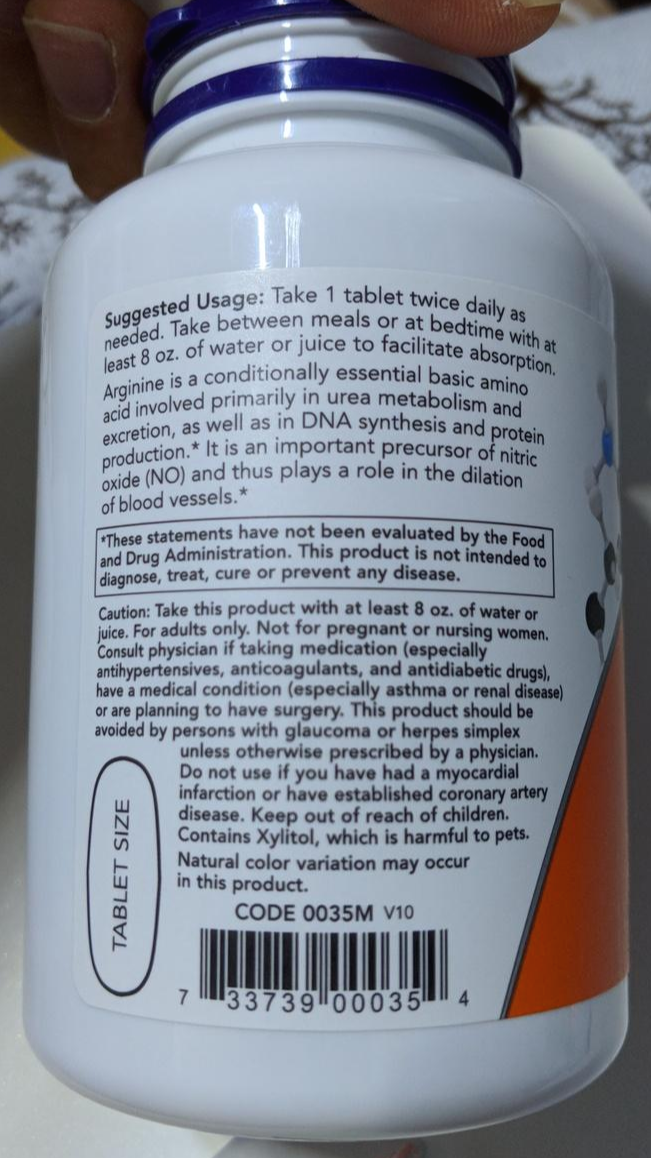 Suggested Usage: Take 1 tablet twice daily as
needed. Take between meals or at bedtime with at
least 8 oz. of water or juice to facilitate absorption.
Arginine is a conditionally essential basic amino
acid involved primarily in urea metabolism and
excretion, as well as in DNA synthesis and protein
production.* It is an important precursor of nitric
oxide (NO) and thus plays a role in the dilation
of blood vessels.*
*These statements have not been evaluated by the Food
and Drug Administration. This product is not intended to
diagnose, treat, cure or prevent any disease.
Caution: Take this product with at least 8 oz. of water or
juice. For adults only. Not for pregnant or nursing women.
Consult physician if taking medication (especially
antihypertensives, anticoagulants, and antidiabetic drugs),
have a medical condition (especially asthma or renal disease)
or are planning to have surgery. This product should be
avoided by persons with glaucoma or herpes simplex
unless otherwise prescribed by a physician.
Do not use if you have had a myocardial
infarction or have established coronary artery
disease. Keep out of reach of children.
Contains Xylitol, which is harmful to pets.
Natural color variation may occur
in this product.
TABLET SIZE
CODE 0035M V10
7 33739 00035 4